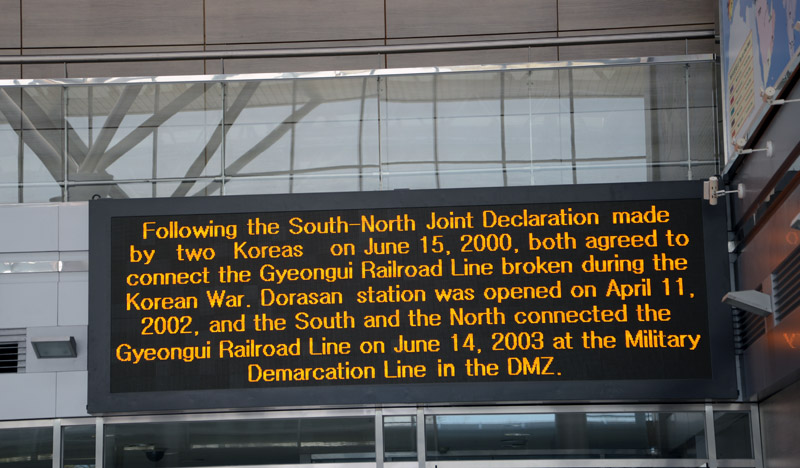 Following the South-North Joint Declaration made
by two Koreas on June 15, 2000, both agreed to
connect the Gyeongui Railroad Line broken during the
Korean War. Dorasan station was opened on April 11,
2002, and the South and the North connected the
Gyeongui Railroad Line on June 14, 2003 at the Military
Demarcation Line in the DMZ.